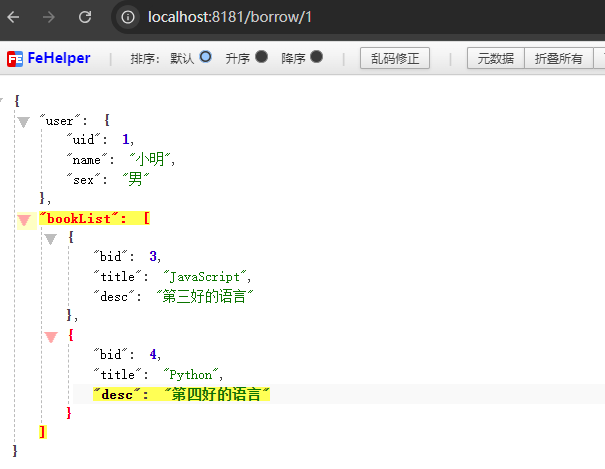 localhost:8181/borrow/1
FeHelper | 排序: 默认 升序 降序 | 乱码修正 | 元数据 折叠所有
{
"user": {
"uid": 1,
"name": "小明",
"sex": "男"
},
"bookList": [
{
"bid": 3,
"title": "JavaScript",
"desc": "第三好的语言"
},
{
"bid": 4,
"title": "Python",
"desc": "第四好的语言"
}
]
}